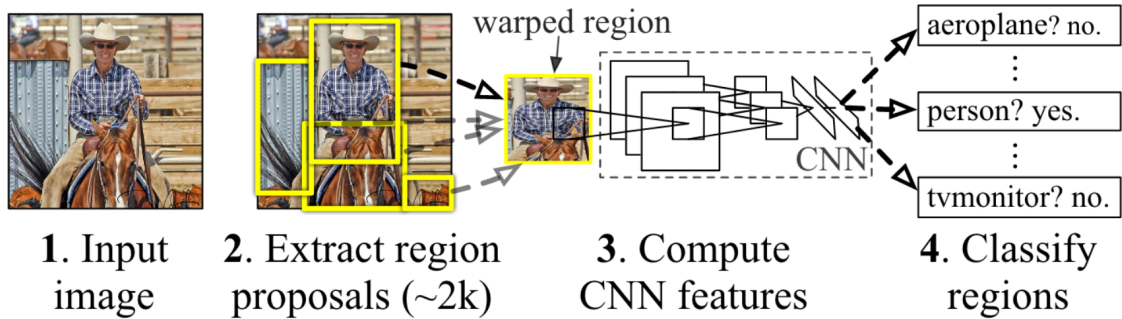 warped region
aeroplane? no.
person? yes.
CNN
tvmonitor? no.
1. Input
image
2. Extract region
proposals (~2k)
3. Compute
CNN features
4. Classify
regions